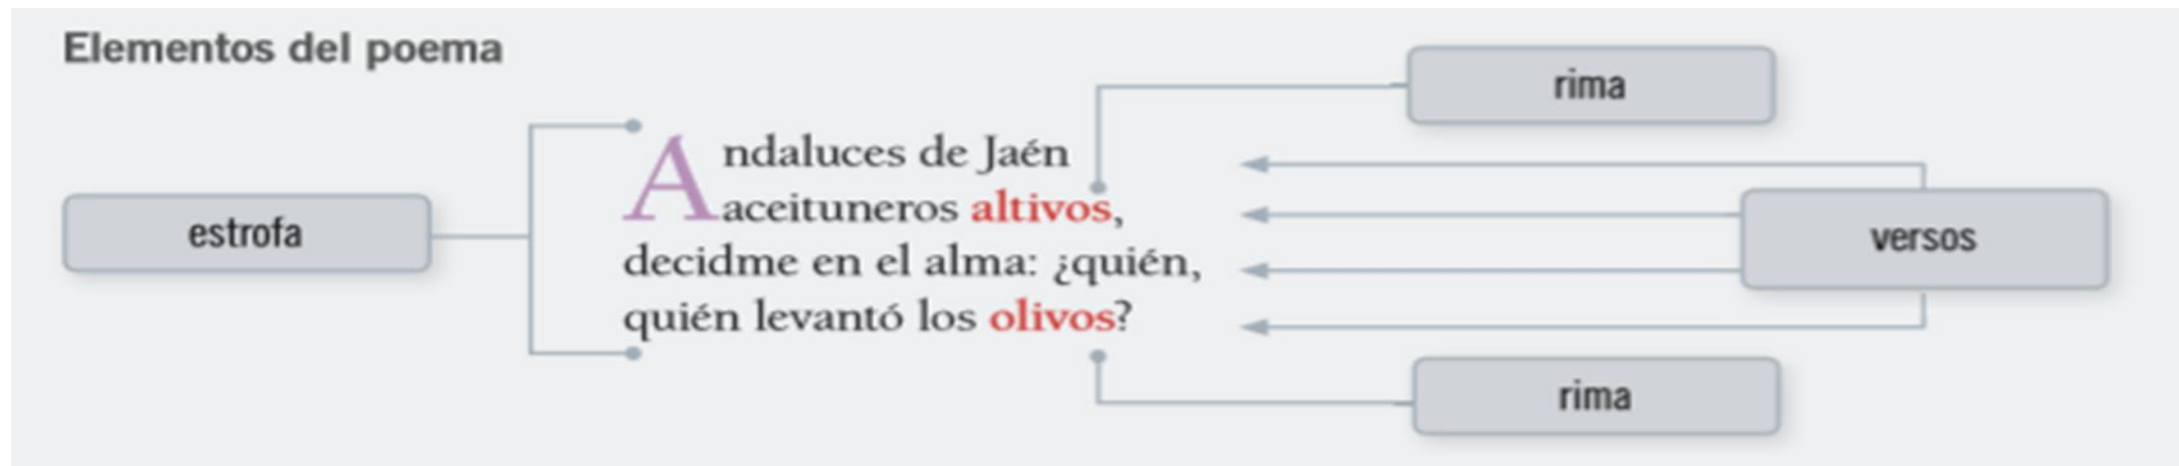 Elementos del poema
rima
Andaluces de Jaén
aceituneros altivos,
decidme en el alma: ¿quién,
quién levantó los olivos?
estrofa
versos
rima